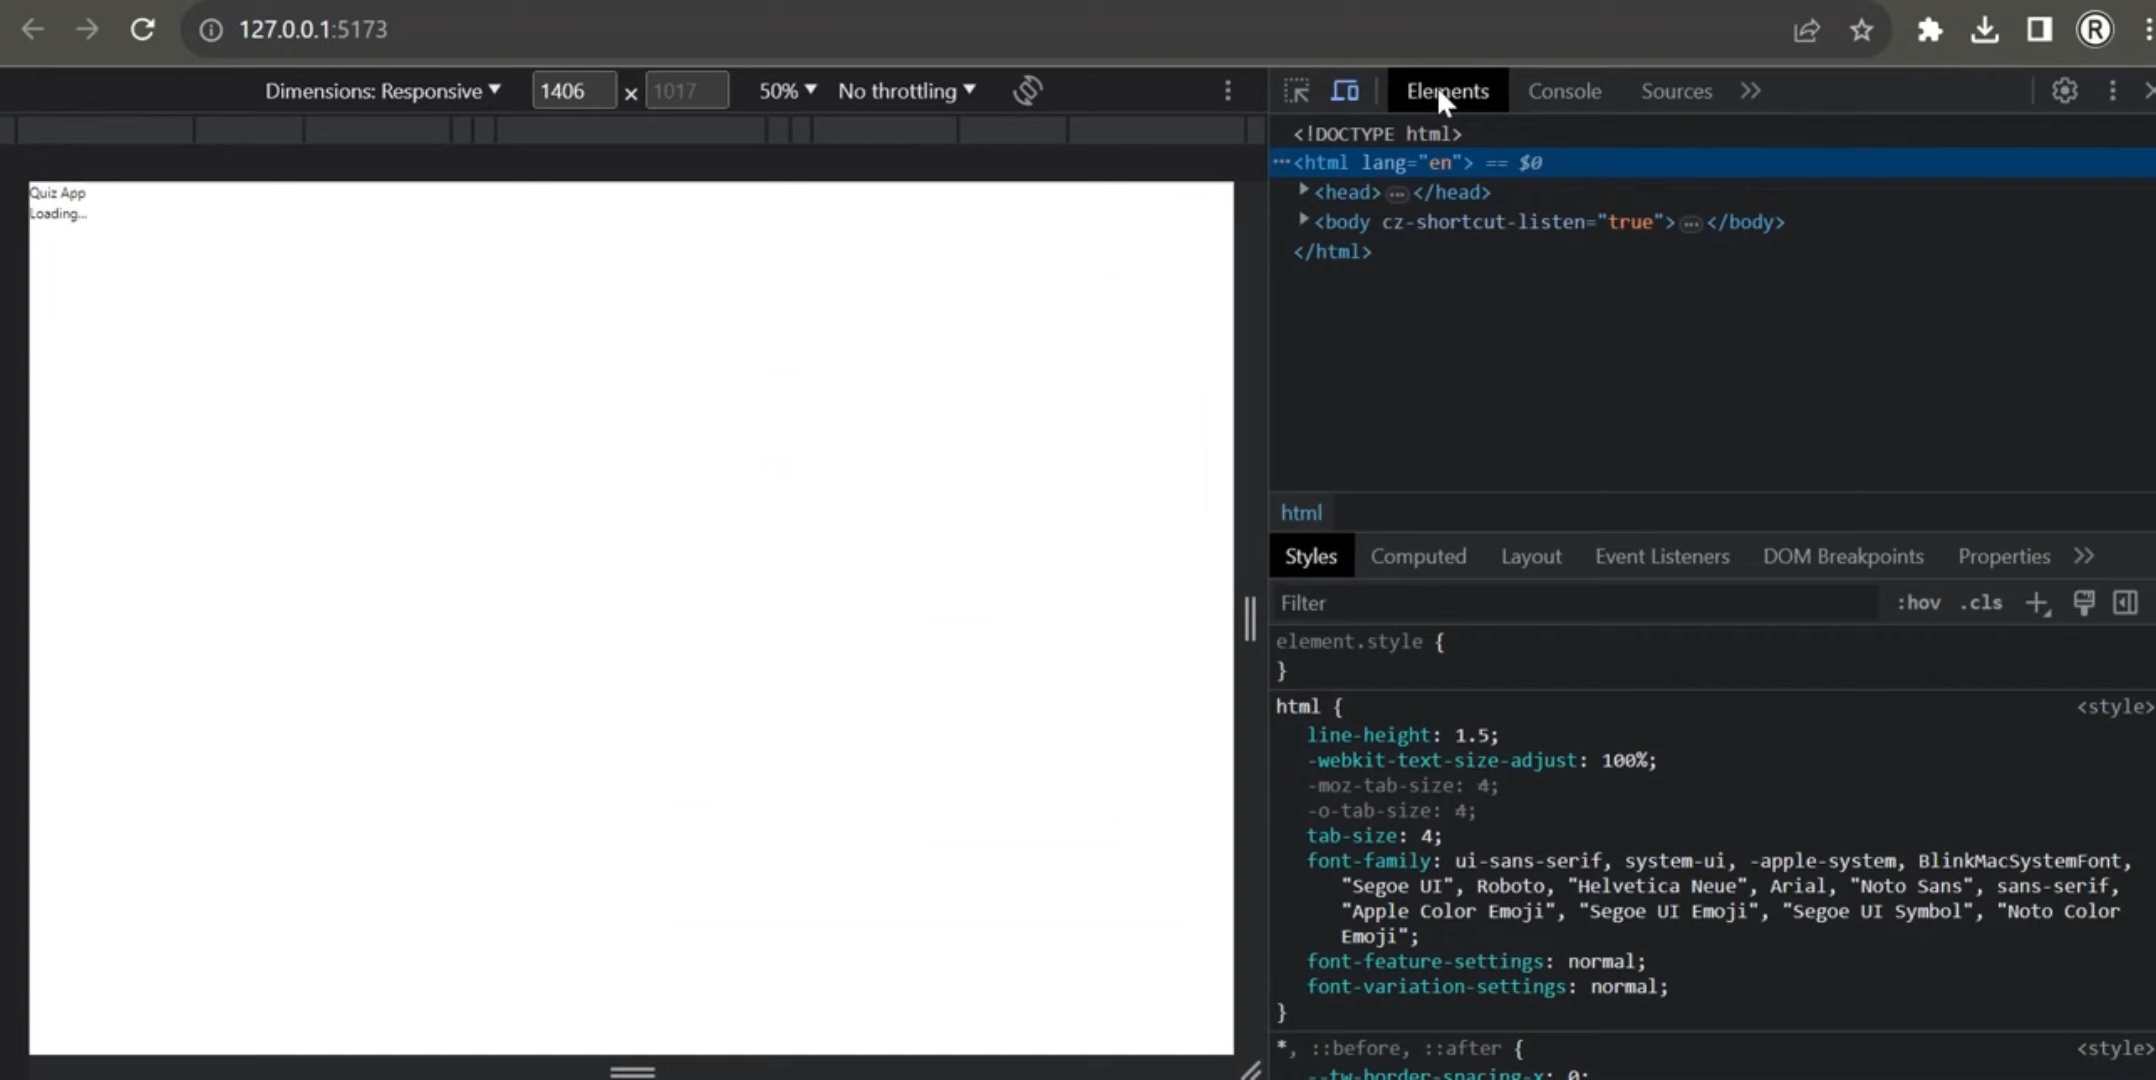 127.0.0.1:5173
R
Dimensions: Responsive 1406 x 1017 50% No throttling
Quiz App
Loading...
Elements Console Sources
<!DOCTYPE html>
<html lang="en"> == $0
<head> ... </head>
<body cz-shortcut-listen="true"> ... </body>
</html>
html
Styles Computed Layout Event Listeners DOM Breakpoints Properties
Filter :hov .cls
element.style {
}
html { <style>
line-height: 1.5;
-webkit-text-size-adjust: 100%;
-moz-tab-size: 4;
-o-tab-size: 4;
tab-size: 4;
font-family: ui-sans-serif, system-ui, -apple-system, BlinkMacSystemFont,
"Segoe UI", Roboto, "Helvetica Neue", Arial, "Noto Sans", sans-serif,
"Apple Color Emoji", "Segoe UI Emoji", "Segoe UI Symbol", "Noto Color
Emoji";
font-feature-settings: normal;
font-variation-settings: normal;
}
*, ::before, ::after { <style>
--tw-border-spacing-x: 0;